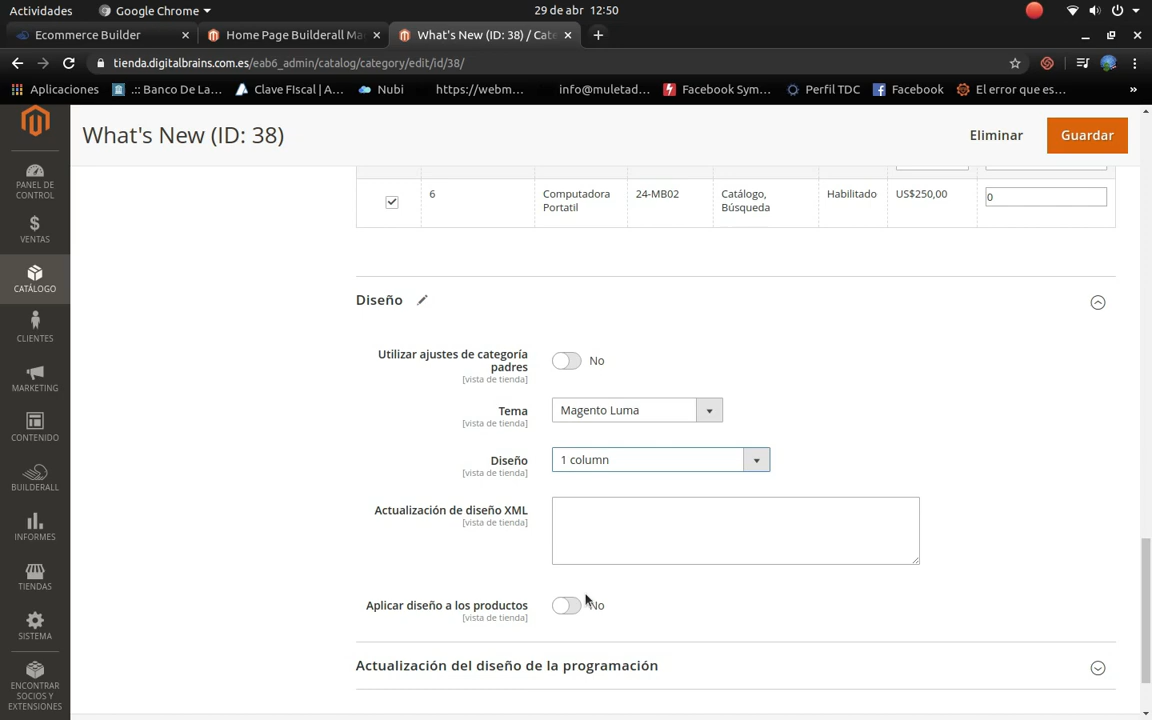 Actividades
Google Chrome
29 de abr 12:50
Ecommerce Builder
Home Page Builderall Ma
What's New (ID: 38) / Cate
tienda.digitalbrains.com.es/eab6_admin/catalog/category/edit/id/38/
Aplicaciones
.:: Banco De La...
Clave FIscal | A...
Nubi
https://webm...
info@muletad...
Facebook Sym...
Perfil TDC
Facebook
El error que es...
»
What's New (ID: 38)
Eliminar
Guardar
PANEL DE
CONTROL
VENTAS
CATÁLOGO
CLIENTES
MARKETING
CONTENIDO
BUILDERALL
INFORMES
TIENDAS
SISTEMA
ENCONTRAR
SOCIOS Y
EXTENSIONES
6
Computadora
Portatil
24-MB02
Catálogo,
Búsqueda
Habilitado
US$250,00
0
Diseño
Utilizar ajustes de categoría
padres
[vista de tienda]
No
Tema
[vista de tienda]
Magento Luma
Diseño
[vista de tienda]
1 column
Actualización de diseño XML
[vista de tienda]
Aplicar diseño a los productos
[vista de tienda]
No
Actualización del diseño de la programación